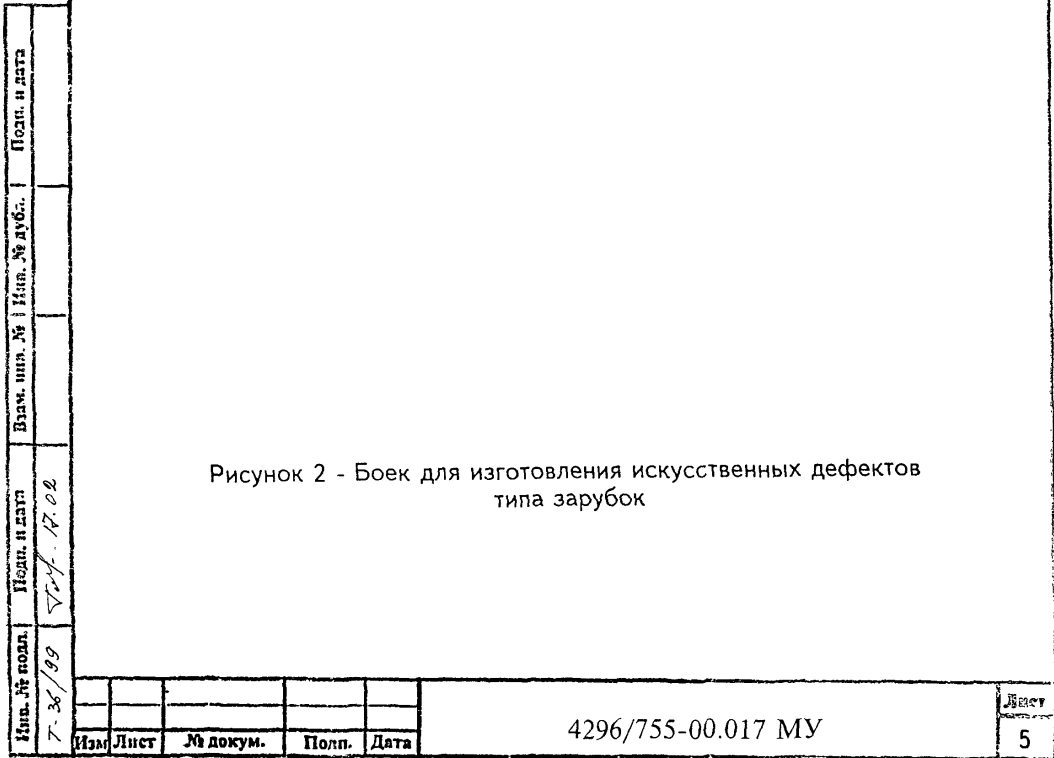 Рисунок 2 - Боек для изготовления искусственных дефектов
типа зарубок
Подп. и дата
Инв. № дубл.
Взам. инв. №
Подп. и дата
17.02
Инв. № подл.
Т-36/99
Изм Лист № докум. Подп. Дата
4296/755-00.017 МУ
Лист
5